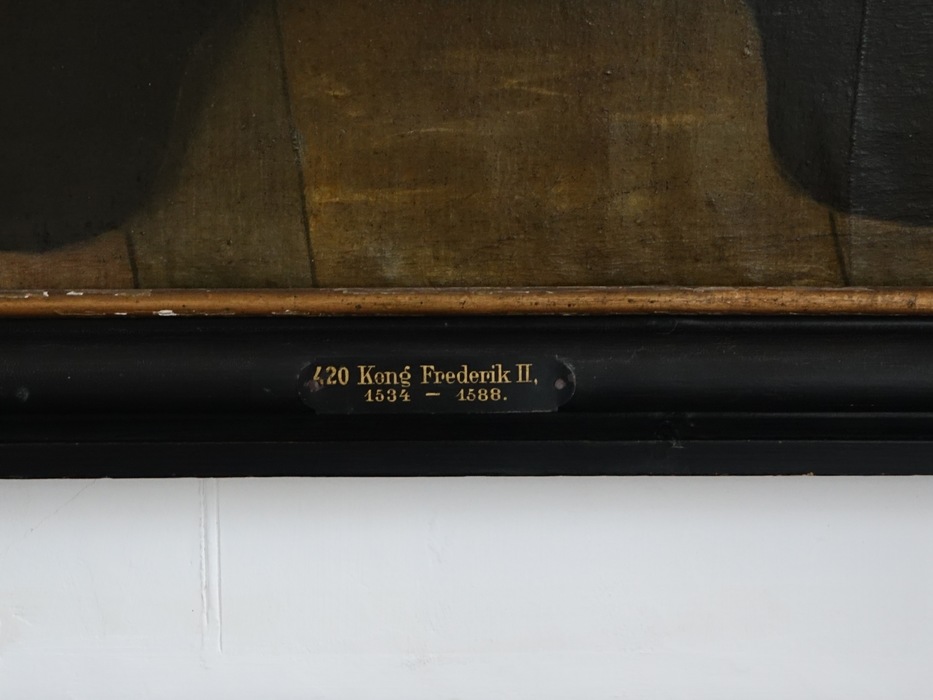 420 Kong Frederik II,
1534 – 1588.